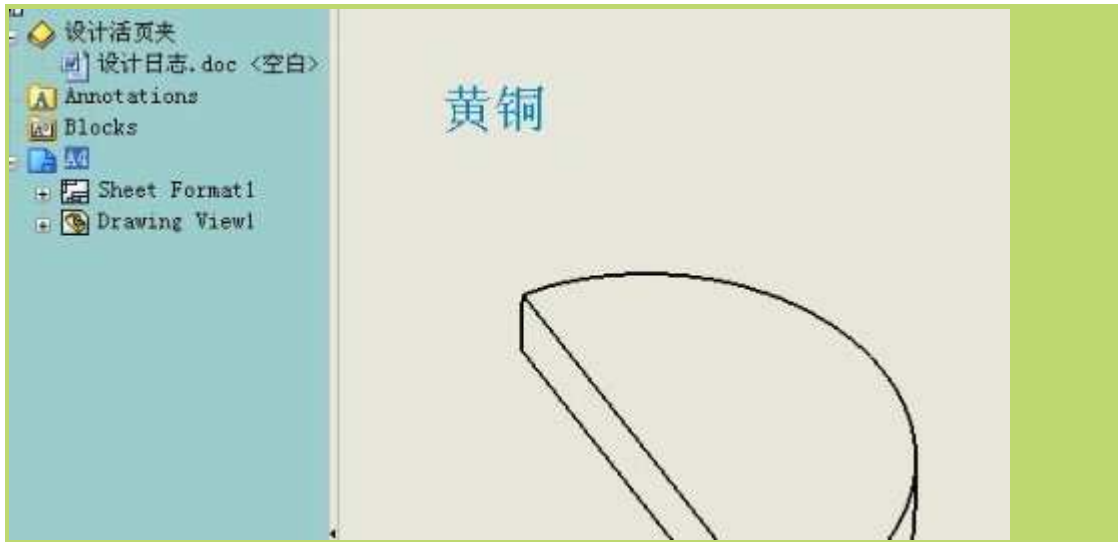 设计活页夹
设计日志.doc <空白>
Annotations
Blocks
A4
Sheet Format1
Drawing View1
黄铜